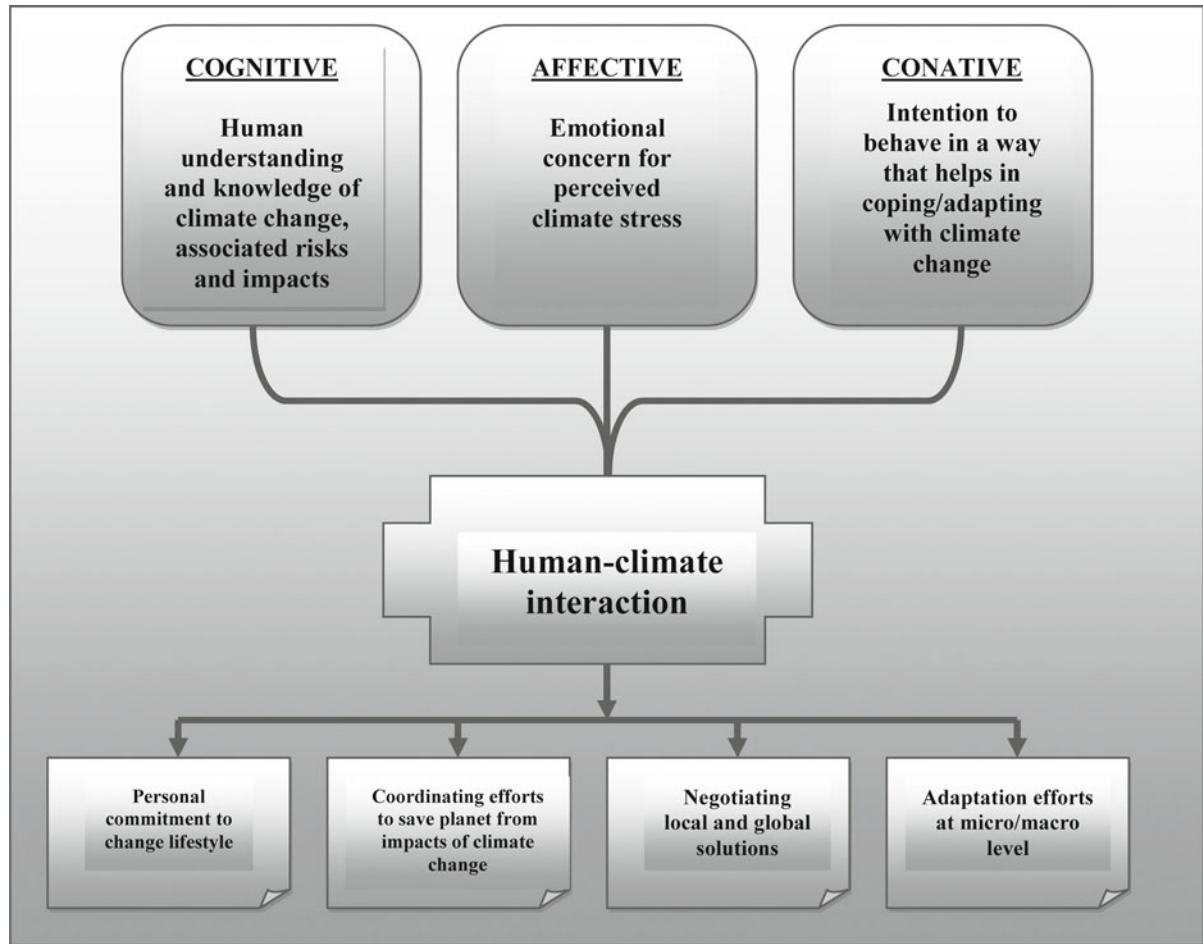 COGNITIVE
Human
understanding
and knowledge of
climate change,
associated risks
and impacts
AFFECTIVE
Emotional
concern for
perceived
climate stress
CONATIVE
Intention to
behave in a way
that helps in
coping/adapting
with climate
change
Human-climate
interaction
Personal
commitment to
change lifestyle
Coordinating efforts
to save planet from
impacts of climate
change
Negotiating
local and global
solutions
Adaptation efforts
at micro/macro
level